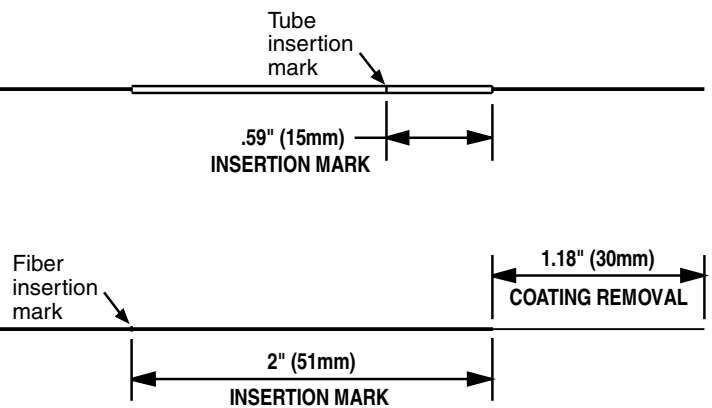 Tube
insertion
mark
.59" (15mm)
INSERTION MARK
Fiber
insertion
mark
1.18" (30mm)
COATING REMOVAL
2" (51mm)
INSERTION MARK